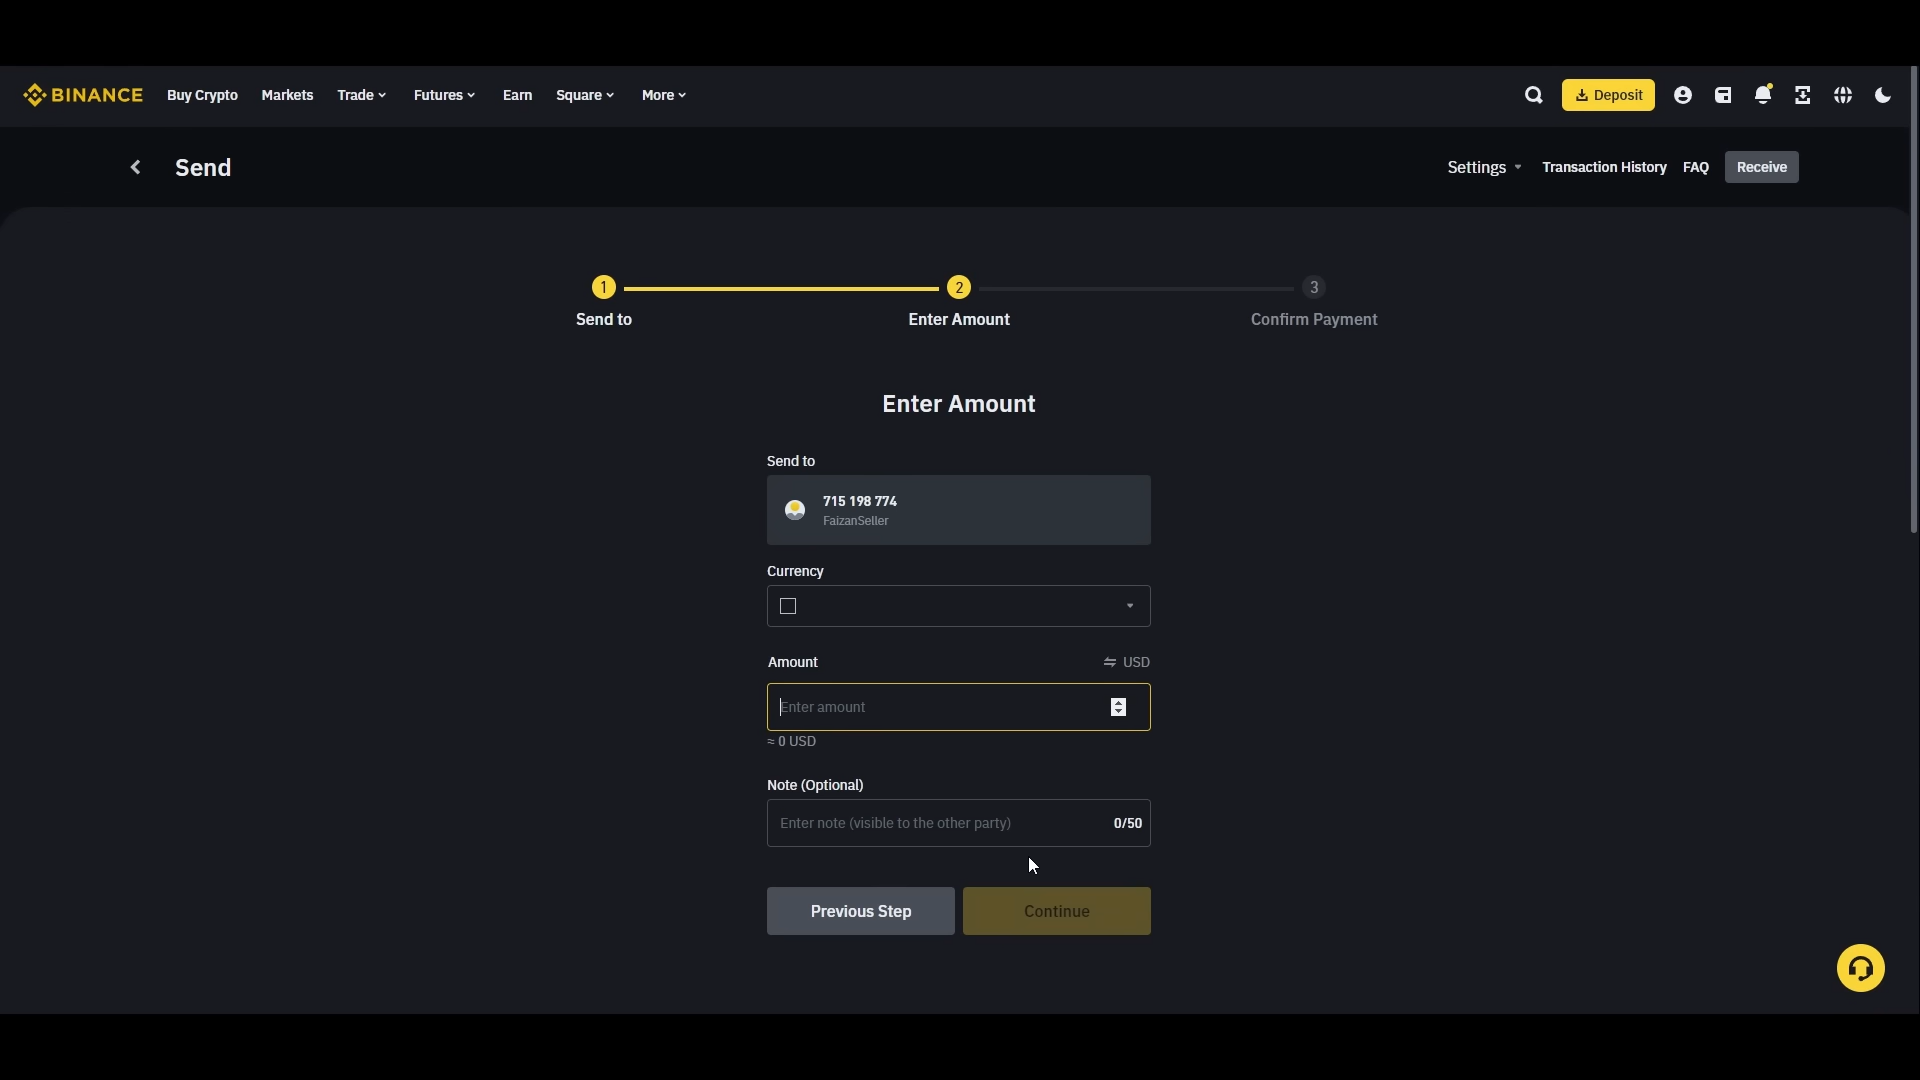 BINANCE Buy Crypto Markets Trade Futures Earn Square More Deposit
Send Settings Transaction History FAQ Receive
1 2 3
Send to Enter Amount Confirm Payment
Enter Amount
Send to
715 198 774
FaizanSeller
Currency
Amount USD
Enter amount
≈ 0 USD
Note (Optional)
Enter note (visible to the other party) 0/50
Previous Step Continue